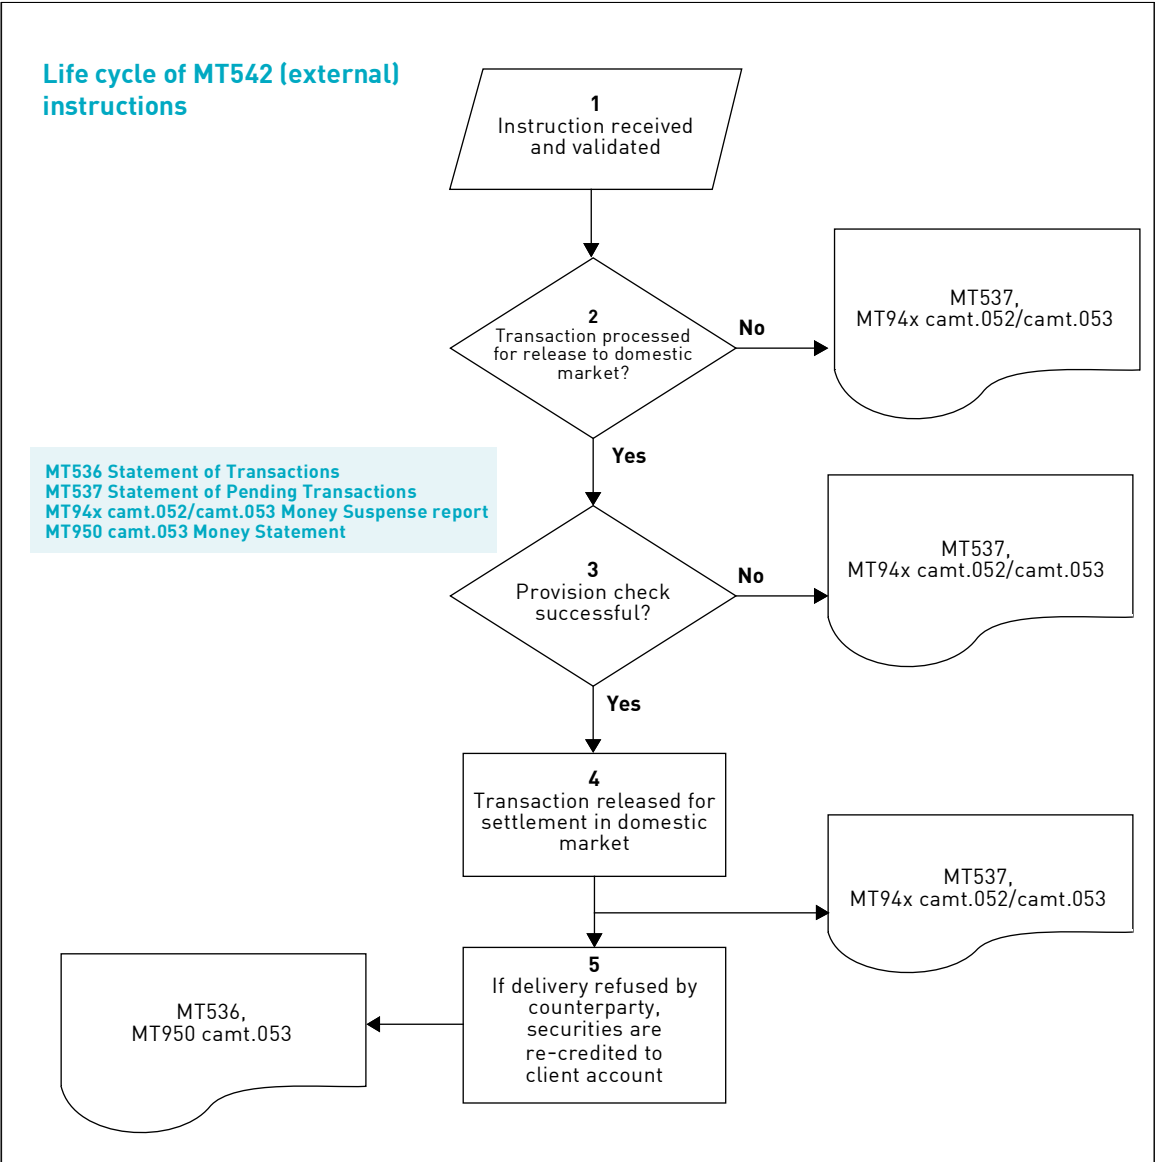 Life cycle of MT542 (external)
instructions
1
Instruction received
and validated
2
Transaction processed
for release to domestic
market?
No
MT537,
MT94x camt.052/camt.053
Yes
MT536 Statement of Transactions
MT537 Statement of Pending Transactions
MT94x camt.052/camt.053 Money Suspense report
MT950 camt.053 Money Statement
3
Provision check
successful?
No
MT537,
MT94x camt.052/camt.053
Yes
4
Transaction released for
settlement in domestic
market
MT537,
MT94x camt.052/camt.053
5
If delivery refused by
counterparty,
securities are
re-credited to
client account
MT536,
MT950 camt.053